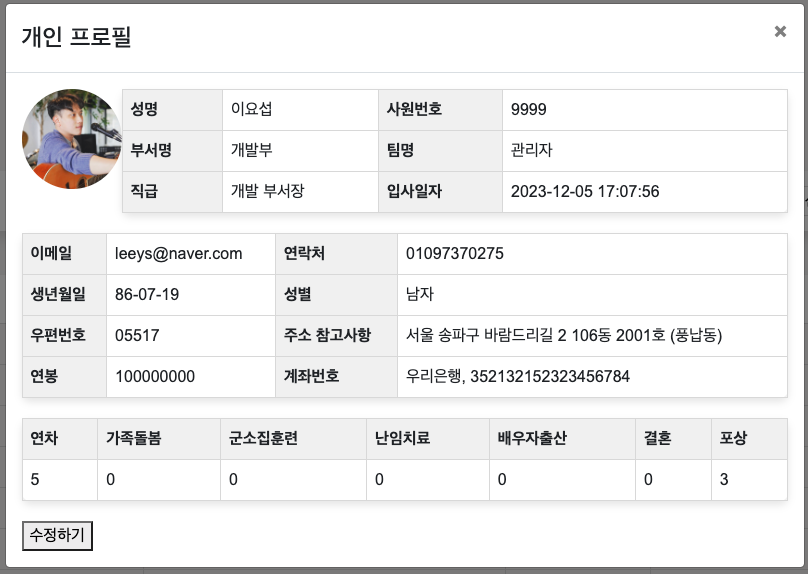 개인 프로필 ×
성명 이요섭 사원번호 9999
부서명 개발부 팀명 관리자
직급 개발 부서장 입사일자 2023-12-05 17:07:56
이메일 leeys@naver.com 연락처 01097370275
생년월일 86-07-19 성별 남자
우편번호 05517 주소 참고사항 서울 송파구 바람드리길 2 106동 2001호 (풍납동)
연봉 100000000 계좌번호 우리은행, 352132152323456784
연차 가족돌봄 군소집훈련 난임치료 배우자출산 결혼 포상
5 0 0 0 0 0 3
수정하기